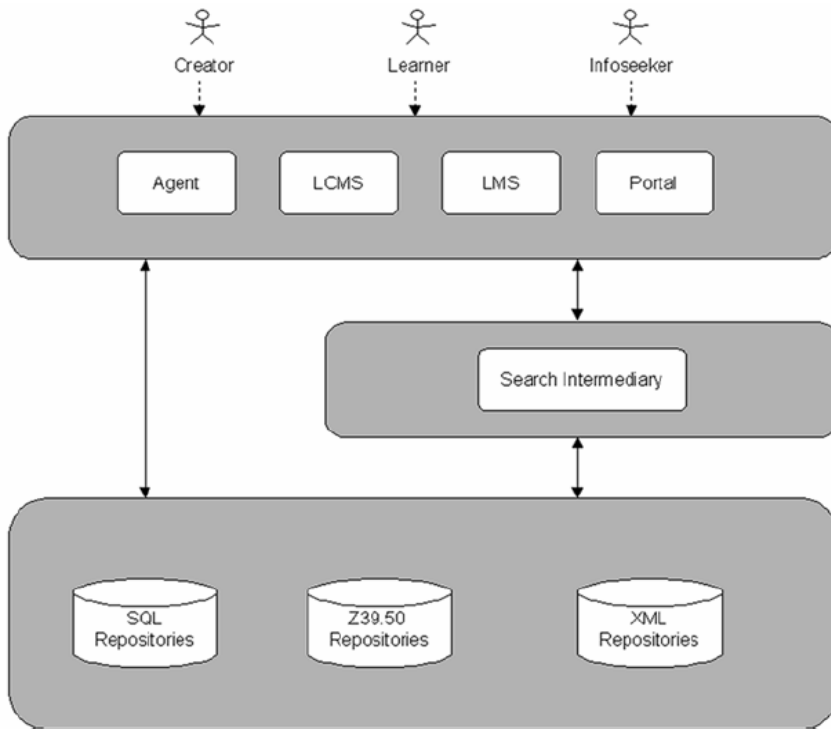 Creator
Learner
Infoseeker
Agent
LCMS
LMS
Portal
Search Intermediary
SQL
Repositories
Z39.50
Repositories
XML
Repositories